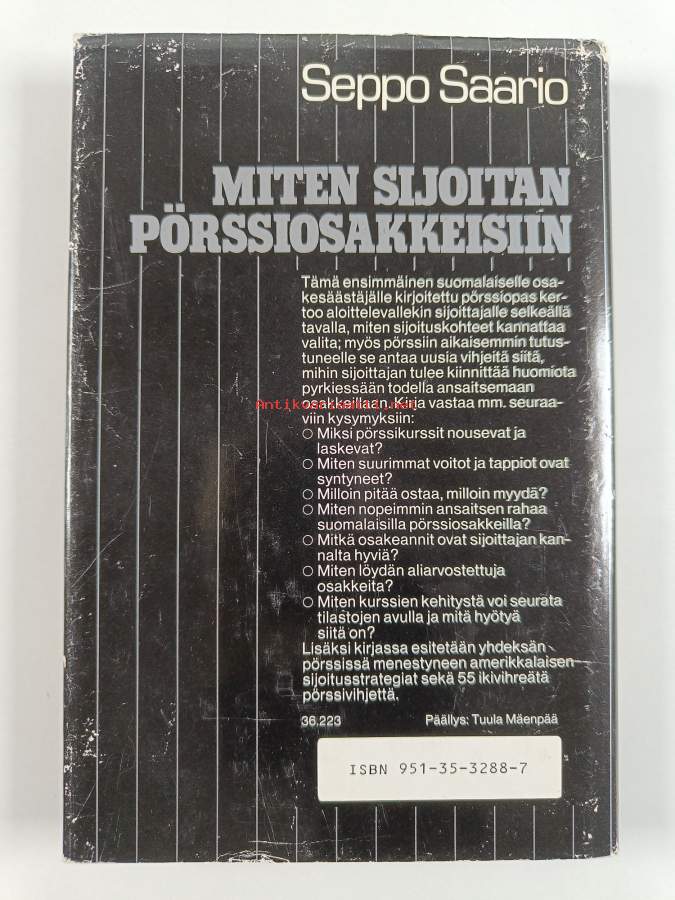 Seppo Saario
MITEN SIJOITAN
PÖRSSIOSAKKEISIIN
Tämä ensimmäinen suomalaiselle osa-
kesäästäjälle kirjoitettu pörssiopas ker-
too aloittelevallekin sijoittajalle selkeällä
tavalla, miten sijoituskohteet kannattaa
valita; myös pörssiin aikaisemmin tutus-
tuneelle se antaa uusia vihjeitä siitä,
mihin sijoittajan tulee kiinnittää huomiota
pyrkiessään todella ansaitsemaan
osakkeillaan. Kirja vastaa mm. seuraa-
Antikvariaatti.net
viin kysymyksiin:
○ Miksi pörssikurssit nousevat ja
laskevat?
○ Miten suurimmat voitot ja tappiot ovat
syntyneet?
○ Milloin pitää ostaa, milloin myydä?
○ Miten nopeimmin ansaitsen rahaa
suomalaisilla pörssiosakkeilla?
○ Mitkä osakeannit ovat sijoittajan kan-
nalta hyviä?
○ Miten löydän aliarvostettuja
osakkeita?
○ Miten kurssien kehitystä voi seurata
tilastojen avulla ja mitä hyötyä
siitä on?
Lisäksi kirjassa esitetään yhdeksän
pörssissä menestyneen amerikkalaisen
sijoitusstrategiat sekä 55 ikivihreätä
pörssivihjettä.
36.223 Päällys: Tuula Mäenpää
ISBN 951-35-3288-7